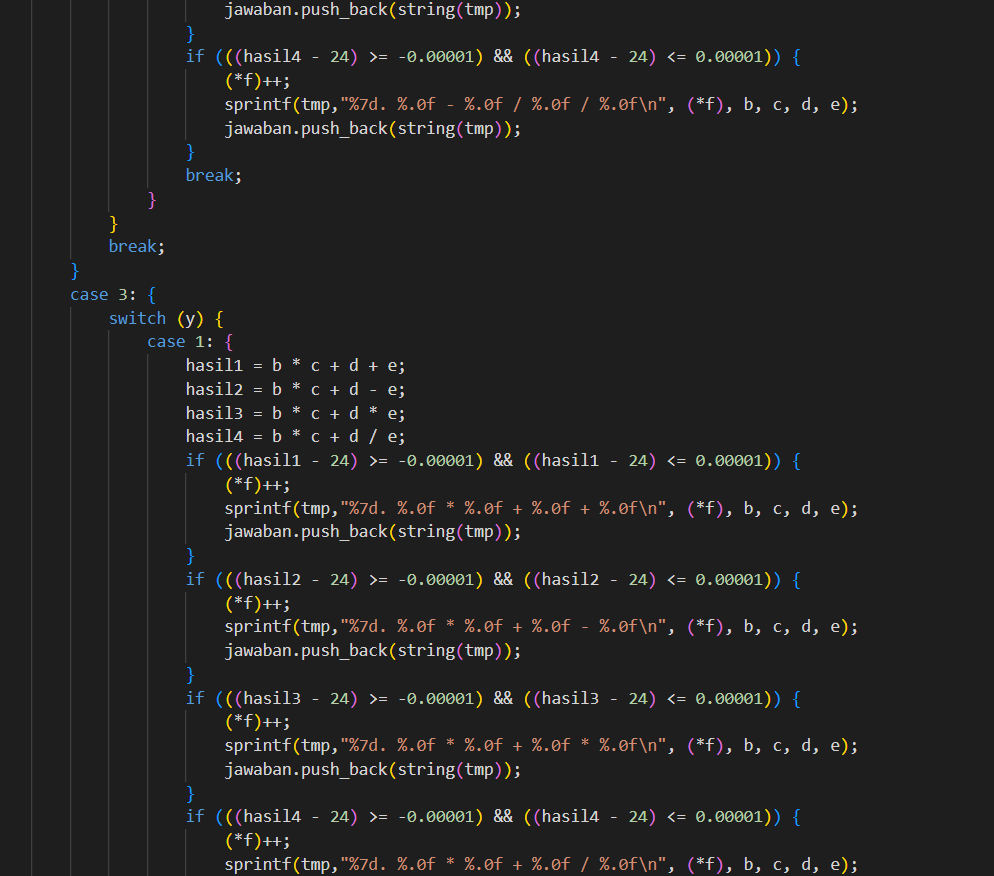 jawaban.push_back(string(tmp));
}
if (((hasil4 - 24) >= -0.00001) && ((hasil4 - 24) <= 0.00001)) {
(*f)++;
sprintf(tmp,"%7d. %.0f - %.0f / %.0f / %.0f\n", (*f), b, c, d, e);
jawaban.push_back(string(tmp));
}
break;
}
}
break;
}
case 3: {
switch (y) {
case 1: {
hasil1 = b * c + d + e;
hasil2 = b * c + d - e;
hasil3 = b * c + d * e;
hasil4 = b * c + d / e;
if (((hasil1 - 24) >= -0.00001) && ((hasil1 - 24) <= 0.00001)) {
(*f)++;
sprintf(tmp,"%7d. %.0f * %.0f + %.0f + %.0f\n", (*f), b, c, d, e);
jawaban.push_back(string(tmp));
}
if (((hasil2 - 24) >= -0.00001) && ((hasil2 - 24) <= 0.00001)) {
(*f)++;
sprintf(tmp,"%7d. %.0f * %.0f + %.0f - %.0f\n", (*f), b, c, d, e);
jawaban.push_back(string(tmp));
}
if (((hasil3 - 24) >= -0.00001) && ((hasil3 - 24) <= 0.00001)) {
(*f)++;
sprintf(tmp,"%7d. %.0f * %.0f + %.0f * %.0f\n", (*f), b, c, d, e);
jawaban.push_back(string(tmp));
}
if (((hasil4 - 24) >= -0.00001) && ((hasil4 - 24) <= 0.00001)) {
(*f)++;
sprintf(tmp,"%7d. %.0f * %.0f + %.0f / %.0f\n", (*f), b, c, d, e);